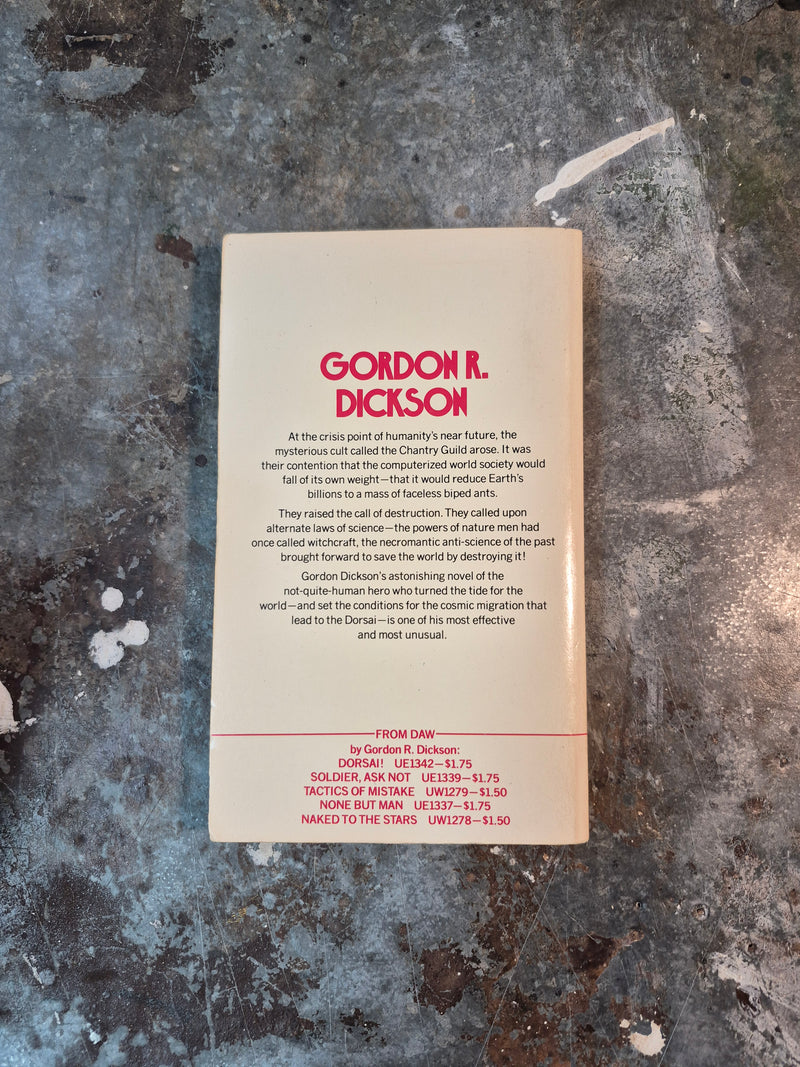 GORDON R.
DICKSON
At the crisis point of humanity's near future, the
mysterious cult called the Chantry Guild arose. It was
their contention that the computerized world society would
fall of its own weight—that it would reduce Earth's
billions to a mass of faceless biped ants.
They raised the call of destruction. They called upon
alternate laws of science—the powers of nature men had
once called witchcraft, the necromantic anti-science of the past
brought forward to save the world by destroying it!
Gordon Dickson's astonishing novel of the
not-quite-human hero who turned the tide for the
world—and set the conditions for the cosmic migration that
lead to the Dorsai—is one of his most effective
and most unusual.
FROM DAW
by Gordon R. Dickson:
DORSAI! UE1342—$1.75
SOLDIER, ASK NOT UE1339—$1.75
TACTICS OF MISTAKE UW1279—$1.50
NONE BUT MAN UE1337—$1.75
NAKED TO THE STARS UW1278—$1.50